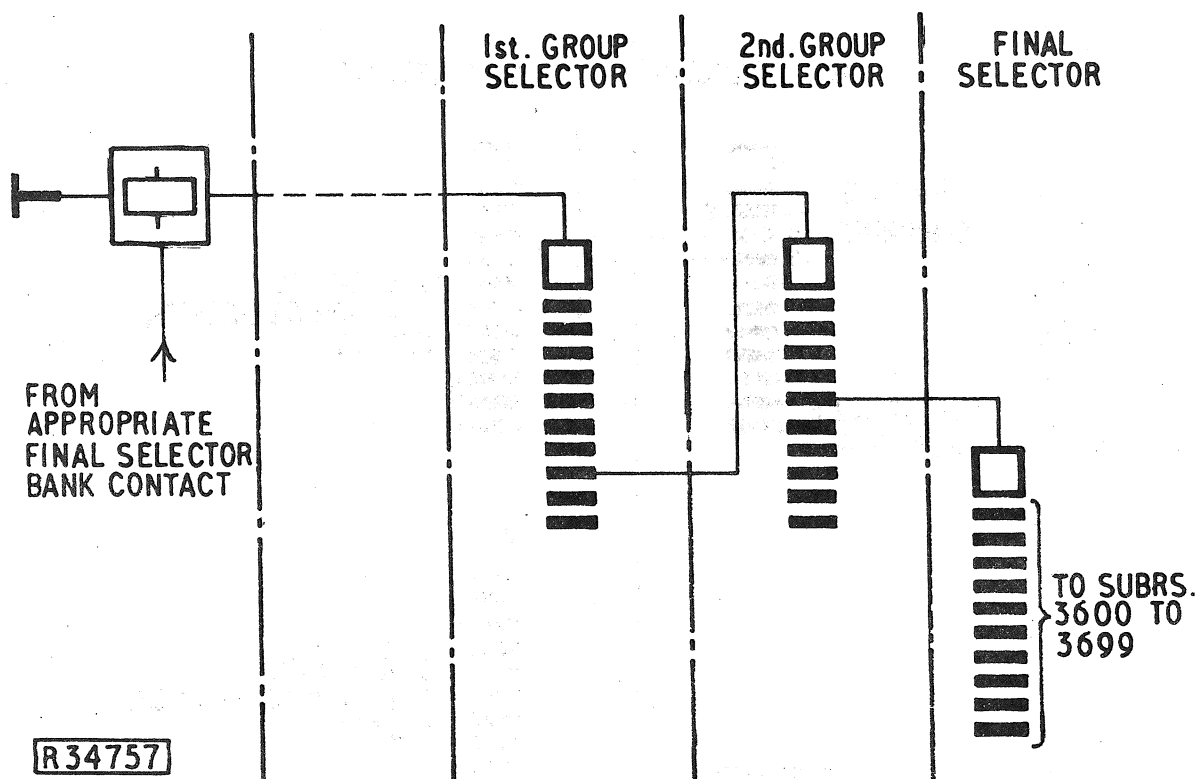 1st. GROUP
SELECTOR
2nd. GROUP
SELECTOR
FINAL
SELECTOR
FROM
APPROPRIATE
FINAL SELECTOR
BANK CONTACT
TO SUBRS.
3600 TO
3699
R34757